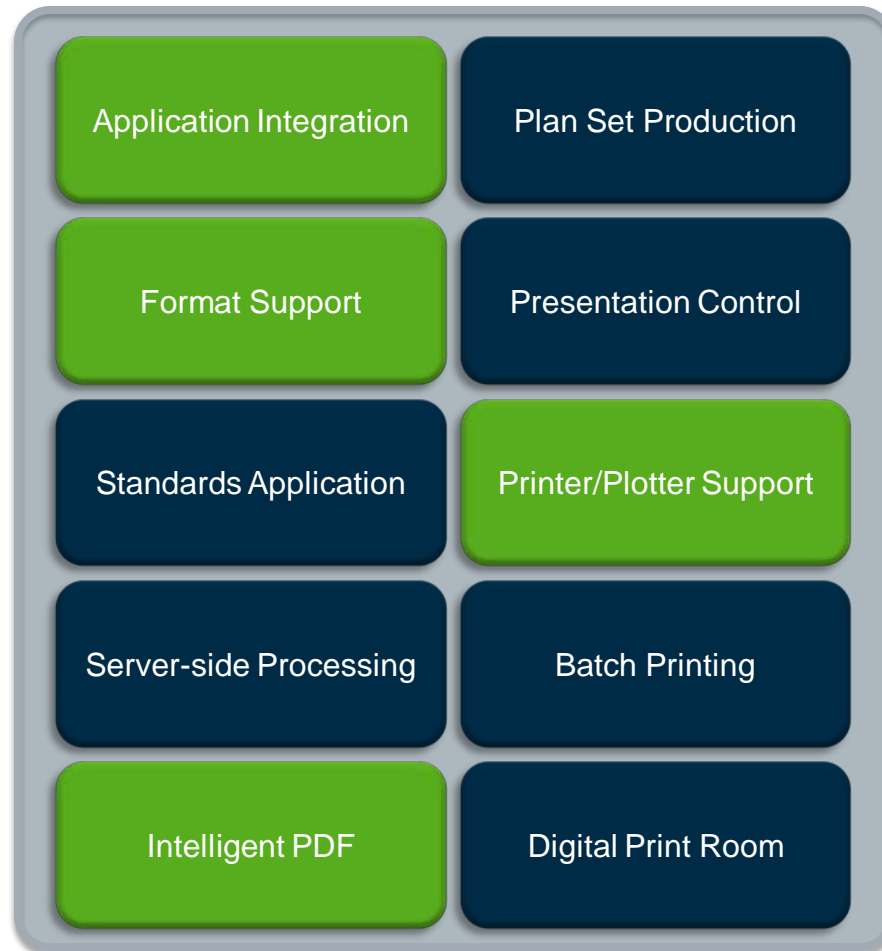 Application Integration
Plan Set Production
Format Support
Presentation Control
Standards Application
Printer/Plotter Support
Server-side Processing
Batch Printing
Intelligent PDF
Digital Print Room